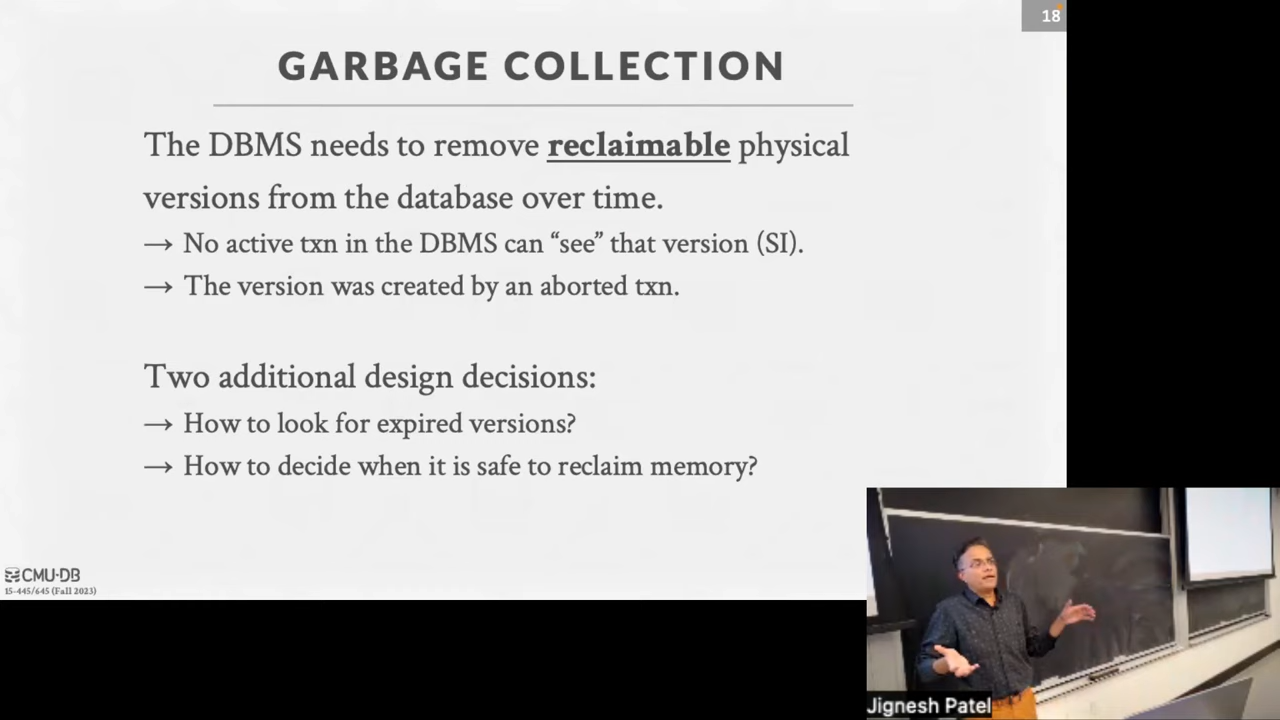 18
GARBAGE COLLECTION
The DBMS needs to remove reclaimable physical
versions from the database over time.
→ No active txn in the DBMS can “see” that version (SI).
→ The version was created by an aborted txn.
Two additional design decisions:
→ How to look for expired versions?
→ How to decide when it is safe to reclaim memory?
CMU·DB
15-445/645 (Fall 2023)
Jignesh Patel